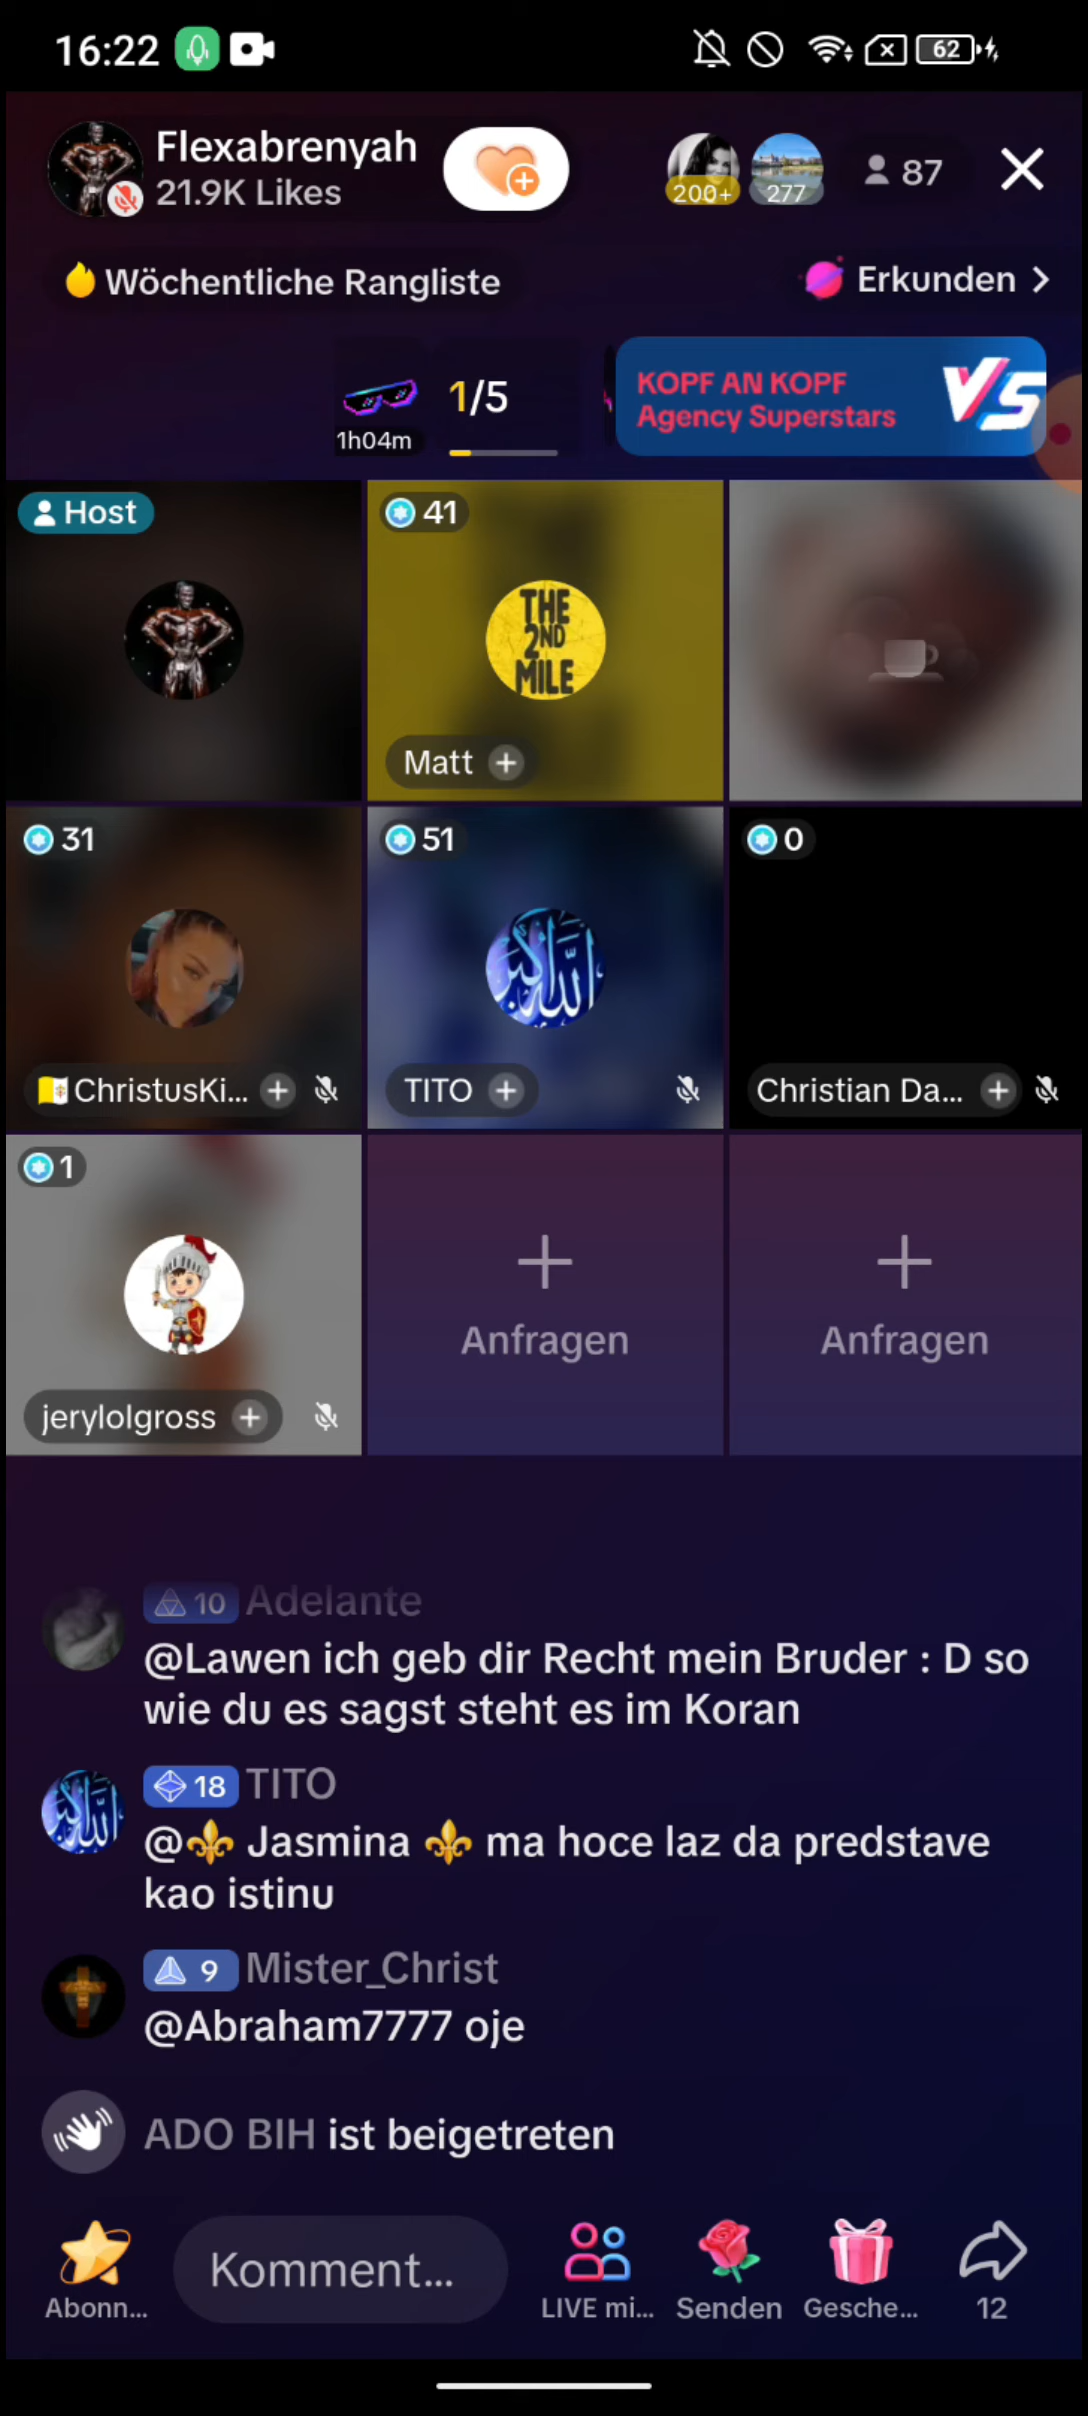 16:22
62
Flexabrenyah
21.9K Likes
200+
277
87
Wöchentliche Rangliste
Erkunden
1h04m
1/5
KOPF AN KOPF
Agency Superstars
VS
Host
41
THE
2ND
MILE
Matt
31
ChristusKi...
51
الله أكبر
TITO
0
Christian Da...
1
jerylolgross
Anfragen
Anfragen
10 Adelante
@Lawen ich geb dir Recht mein Bruder : D so
wie du es sagst steht es im Koran
18 TITO
@⚜️ Jasmina ⚜️ ma hoce laz da predstave
kao istinu
9 Mister_Christ
@Abraham7777 oje
ADO BIH ist beigetreten
Abonn...
Komment...
LIVE mi...
Senden
Gesche...
12